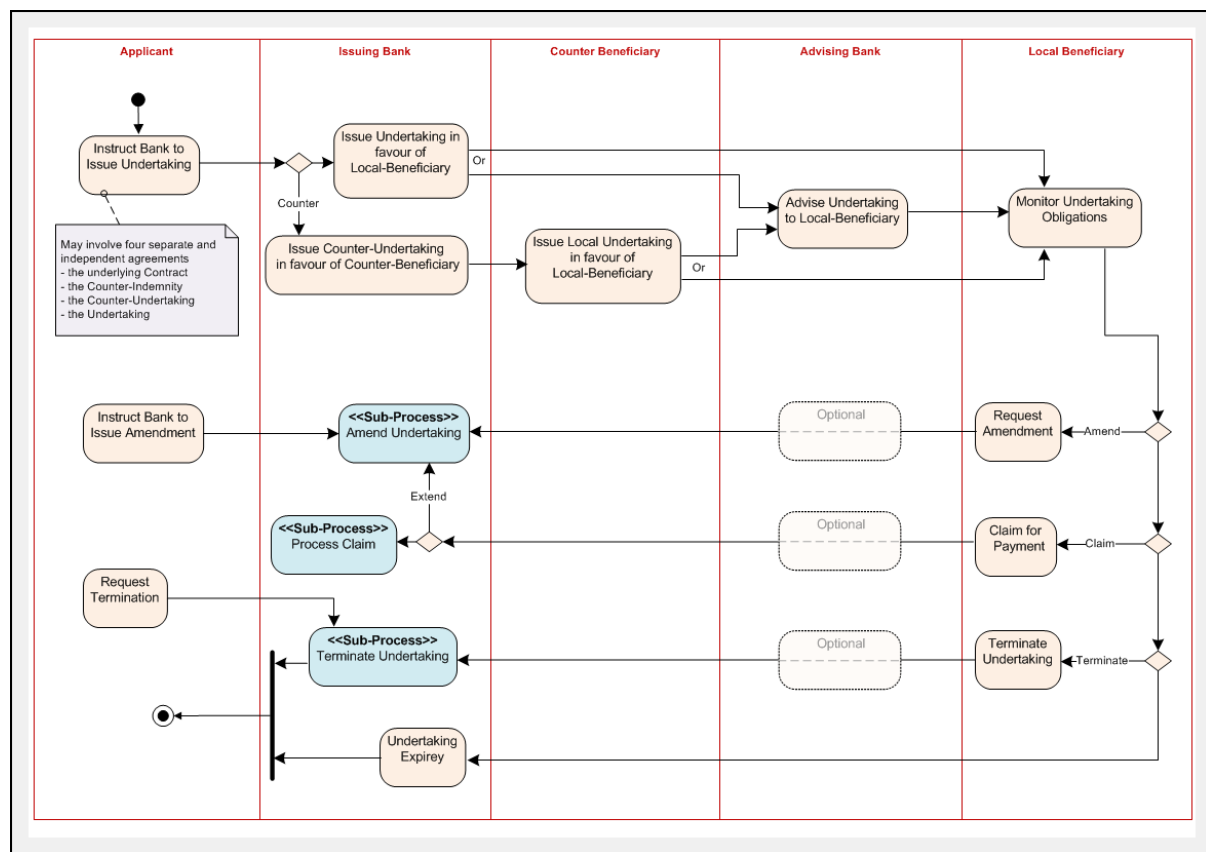 Applicant
Issuing Bank
Counter Beneficiary
Advising Bank
Local Beneficiary
Instruct Bank to
Issue Undertaking
Issue Undertaking in
favour of
Local-Beneficiary
Or
Counter
Advise Undertaking
to Local-Beneficiary
Monitor Undertaking
Obligations
May involve four separate and
independent agreements
- the underlying Contract
- the Counter-Indemnity
- the Counter-Undertaking
- the Undertaking
Issue Counter-Undertaking
in favour of Counter-Beneficiary
Issue Local Undertaking
in favour of
Local-Beneficiary
Or
Instruct Bank to
Issue Amendment
<<Sub-Process>>
Amend Undertaking
Optional
Request
Amendment
Amend
Extend
<<Sub-Process>>
Process Claim
Optional
Claim for
Payment
Claim
Request
Termination
<<Sub-Process>>
Terminate Undertaking
Optional
Terminate
Undertaking
Terminate
Undertaking
Expirey